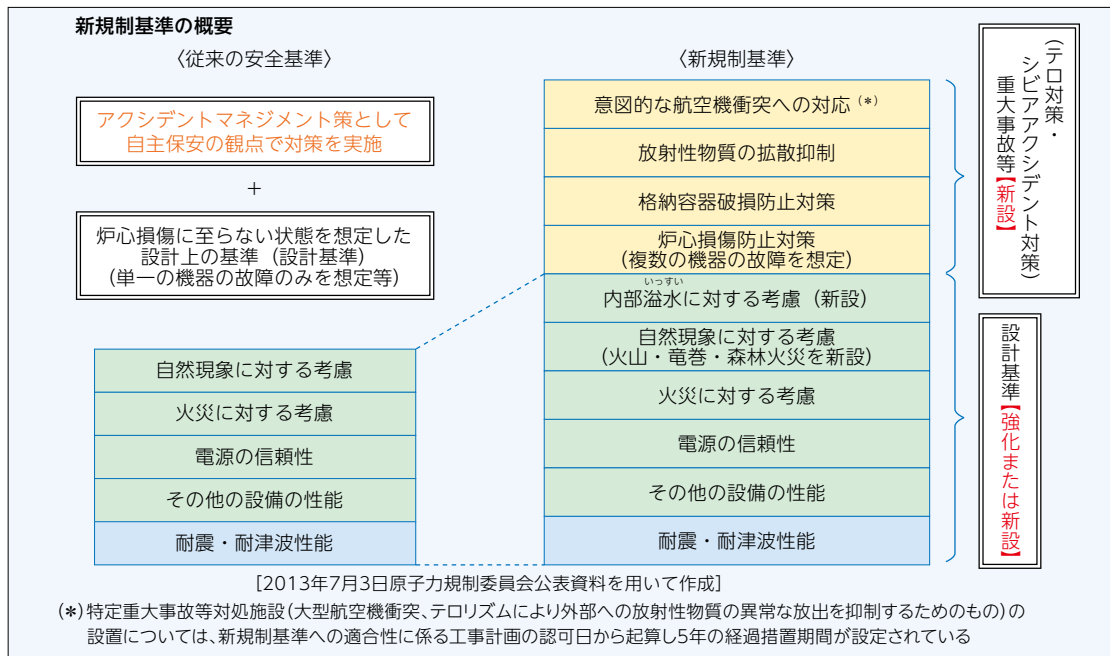 新規制基準の概要
〈従来の安全基準〉
アクシデントマネジメント策として
自主保安の観点で対策を実施
+
炉心損傷に至らない状態を想定した
設計上の基準（設計基準）
(単一の機器の故障のみを想定等)
自然現象に対する考慮
火災に対する考慮
電源の信頼性
その他の設備の性能
耐震・耐津波性能
〈新規制基準〉
意図的な航空機衝突への対応（*）
放射性物質の拡散抑制
格納容器破損防止対策
炉心損傷防止対策
(複数の機器の故障を想定)
いっすい
内部溢水に対する考慮（新設）
自然現象に対する考慮
(火山・竜巻・森林火災を新設)
火災に対する考慮
電源の信頼性
その他の設備の性能
耐震・耐津波性能
(テロ対策・
シビアアクシデント対策)
重大事故等【新設】
設計基準【強化または新設】
[2013年7月3日原子力規制委員会公表資料を用いて作成]
(*)特定重大事故等対処施設(大型航空機衝突、テロリズムにより外部への放射性物質の異常な放出を抑制するためのもの)の
設置については、新規制基準への適合性に係る工事計画の認可日から起算し5年の経過措置期間が設定されている